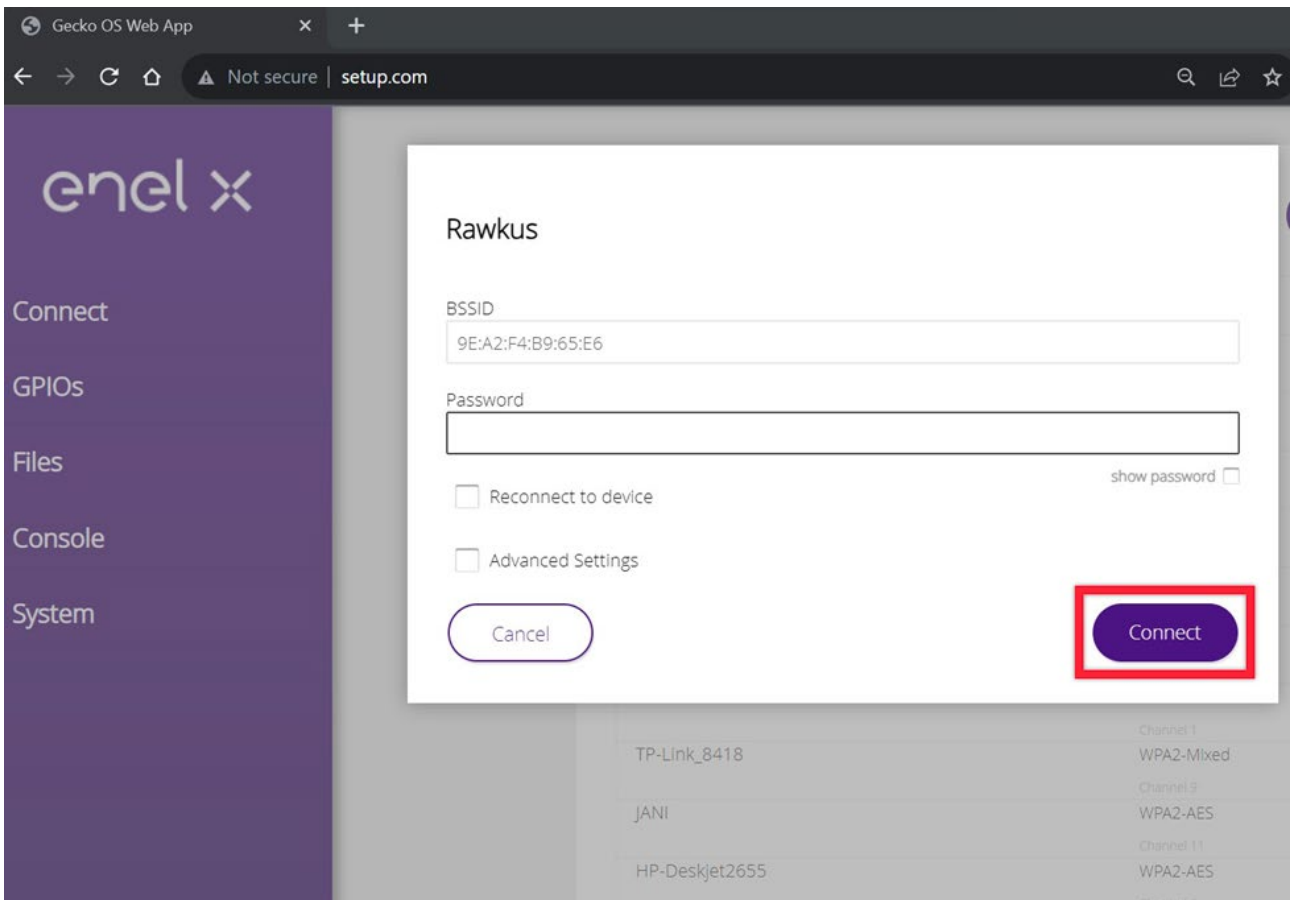 Gecko OS Web App
Not secure | setup.com
enel x
Connect
GPIOs
Files
Console
System
Rawkus
BSSID
9E:A2:F4:B9:65:E6
Password
show password
Reconnect to device
Advanced Settings
Cancel
Connect
Channel 1
TP-Link_8418 WPA2-Mixed
Channel 9
JANI WPA2-AES
Channel 11
HP-Deskjet2655 WPA2-AES